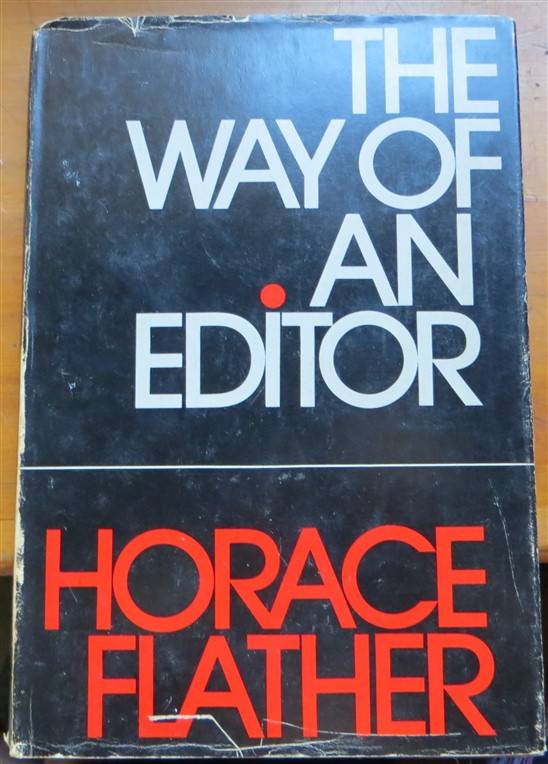 THE
WAY OF
AN
EDiTOR
HORACE
FLATHER